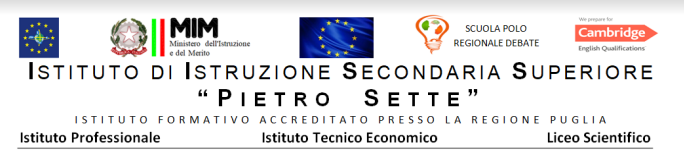 MIM
Ministero dell'Istruzione
e del Merito
SCUOLA POLO
REGIONALE DEBATE
We prepare for
Cambridge
English Qualifications
ISTITUTO DI ISTRUZIONE SECONDARIA SUPERIORE
“PIETRO SETTE”
ISTITUTO FORMATIVO ACCREDITATO PRESSO LA REGIONE PUGLIA
Istituto Professionale Istituto Tecnico Economico Liceo Scientifico